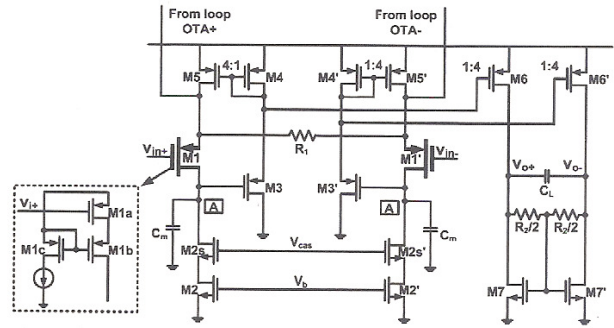 From loop
OTA+
From loop
OTA-
M5
4:1
M4
M4'
1:4
M5'
1:4
M6
1:4
M6'
Vin+
M1
R1
M1'
Vin-
M3
M3'
A
A
Cm
Cm
Vo+
Vo-
CL
R2/2
R2/2
Vi+
M1a
M1c
M1b
M2s
Vcas
M2s'
M2
Vb
M2'
M7
M7'